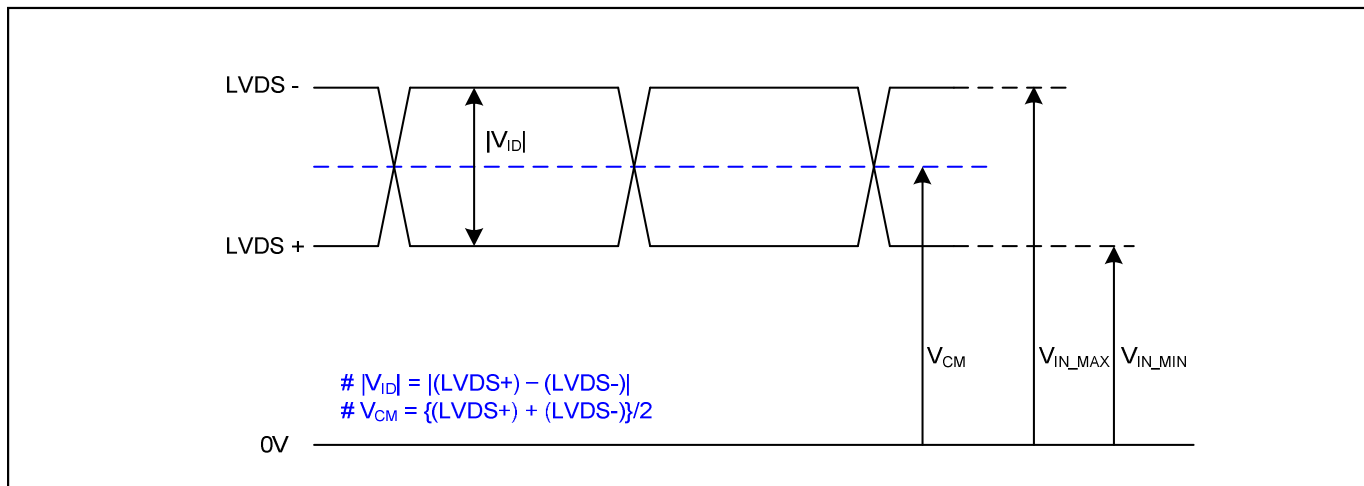 LVDS -
|VID|
LVDS +
VCM
VIN_MAX
VIN_MIN
# |VID| = |(LVDS+) – (LVDS-)|
# VCM = {(LVDS+) + (LVDS-)}/2
0V